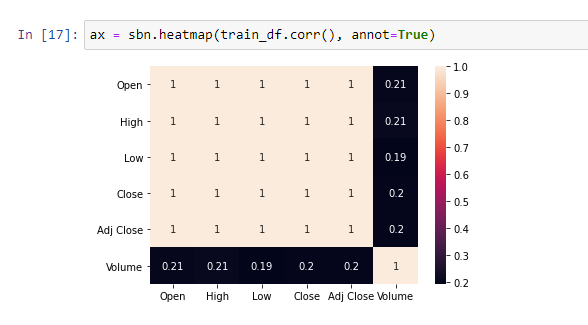 In [17]: ax = sbn.heatmap(train_df.corr(), annot=True)
1.0
Open 1 1 1 1 1 0.21
0.9
High 1 1 1 1 1 0.21
0.8
0.7
Low 1 1 1 1 1 0.19
0.6
Close 1 1 1 1 1 0.2
0.5
Adj Close 1 1 1 1 1 0.2
0.4
0.3
Volume 0.21 0.21 0.19 0.2 0.2 1
0.2
Open High Low Close Adj Close Volume